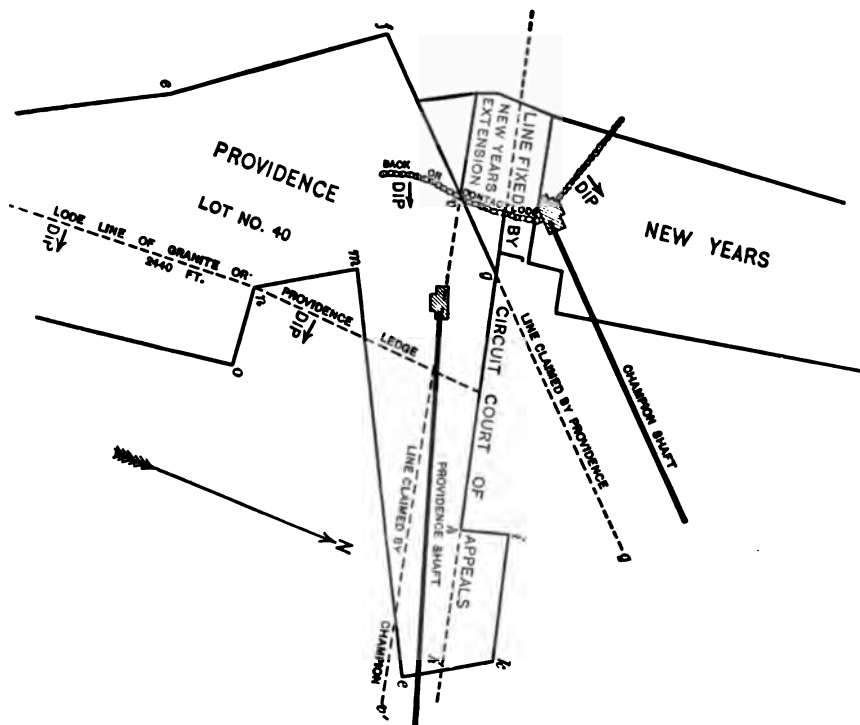 f
e
PROVIDENCE
LOT NO. 40
LINE FIXED
NEW YEARS
EXTENSION
BACK OR CONTACT LODE
DIP
DIP
BY
NEW YEARS
LODE LINE OF GRANITE OR
2440 FT.
DIP
m
n
PROVIDENCE
LEDGE
DIP
o
g
CIRCUIT COURT OF
APPEALS
LINE CLAIMED BY PROVIDENCE
g
CHAMPION SHAFT
LINE CLAIMED BY
CHAMPION
PROVIDENCE SHAFT
h
N
k
e